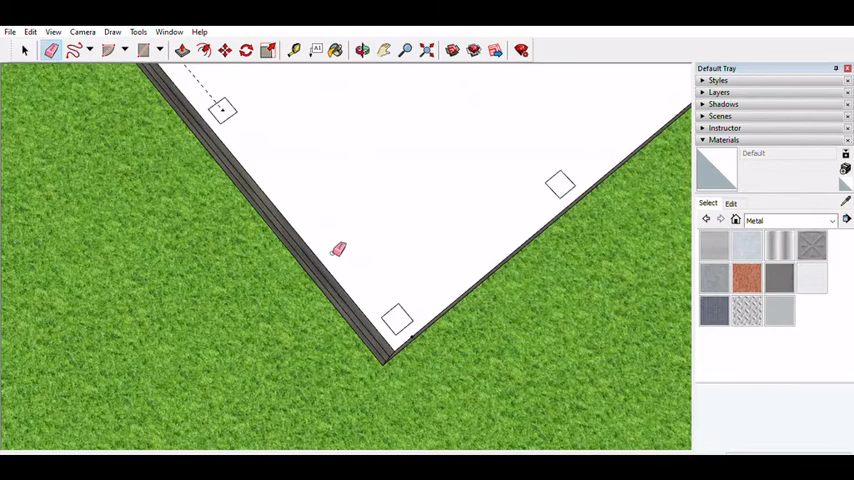 File Edit View Camera Draw Tools Window Help
A1
Default Tray
Styles
Layers
Shadows
Scenes
Instructor
Materials
Default
Select Edit
Metal